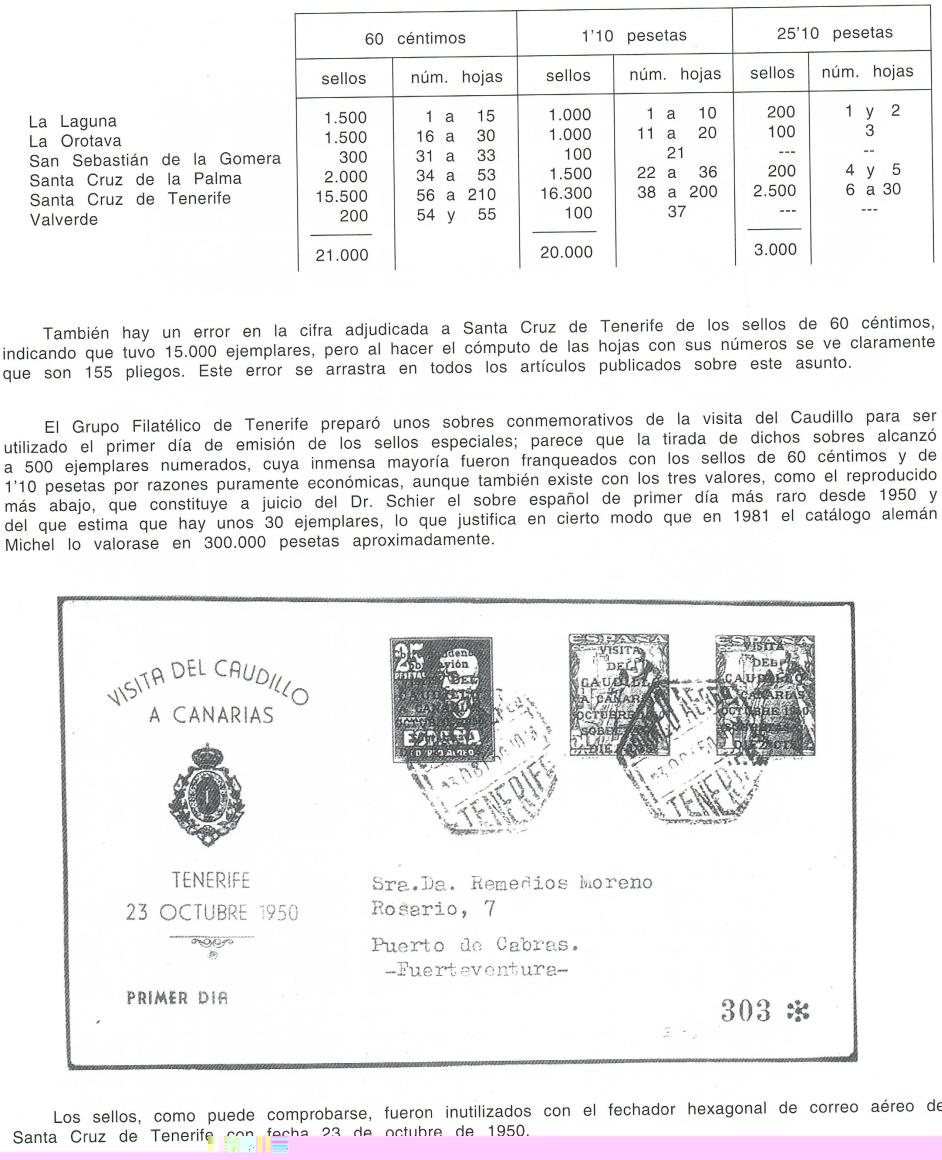 60 céntimos 1'10 pesetas 25'10 pesetas
sellos núm. hojas sellos núm. hojas sellos núm. hojas
La Laguna 1.500 1 a 15 1.000 1 a 10 200 1 y 2
La Orotava 1.500 16 a 30 1.000 11 a 20 100 3
San Sebastián de la Gomera 300 31 a 33 100 21 --- --
Santa Cruz de la Palma 2.000 34 a 53 1.500 22 a 36 200 4 y 5
Santa Cruz de Tenerife 15.500 56 a 210 16.300 38 a 200 2.500 6 a 30
Valverde 200 54 y 55 100 37 --- ---
21.000 20.000 3.000
También hay un error en la cifra adjudicada a Santa Cruz de Tenerife de los sellos de 60 céntimos,
indicando que tuvo 15.000 ejemplares, pero al hacer el cómputo de las hojas con sus números se ve claramente
que son 155 pliegos. Este error se arrastra en todos los artículos publicados sobre este asunto.
El Grupo Filatélico de Tenerife preparó unos sobres conmemorativos de la visita del Caudillo para ser
utilizado el primer día de emisión de los sellos especiales; parece que la tirada de dichos sobres alcanzó
a 500 ejemplares numerados, cuya inmensa mayoría fueron franqueados con los sellos de 60 céntimos y de
1'10 pesetas por razones puramente económicas, aunque también existe con los tres valores, como el reproducido
más abajo, que constituye a juicio del Dr. Schier el sobre español de primer día más raro desde 1950 y
del que estima que hay unos 30 ejemplares, lo que justifica en cierto modo que en 1981 el catálogo alemán
Michel lo valorase en 300.000 pesetas aproximadamente.
VISITA DEL CAUDILLO
A CANARIAS
TENERIFE
23 OCTUBRE 1950
PRIMER DIA
25
CORREO AEREO
TENERIFE
ESPAÑA
VISITA
DEL
CAUDILLO
A CANARIAS
OCTUBRE
ESPAÑA
VISITA
DEL
CAUDILLO
CANARIAS
OCTUBRE 1950
CORREO AEREO
TENERIFE
Sra.Da. Remedios Moreno
Rosario, 7
Puerto de Cabras.
-Fuerteventura-
303 *
Los sellos, como puede comprobarse, fueron inutilizados con el fechador hexagonal de correo aéreo de
Santa Cruz de Tenerife con fecha 23 de octubre de 1950.